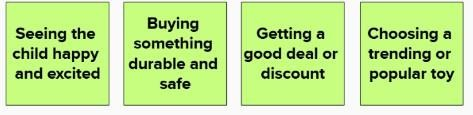 Seeing the
child happy
and excited
Buying
something
durable and
safe
Getting a
good deal or
discount
Choosing a
trending or
popular toy